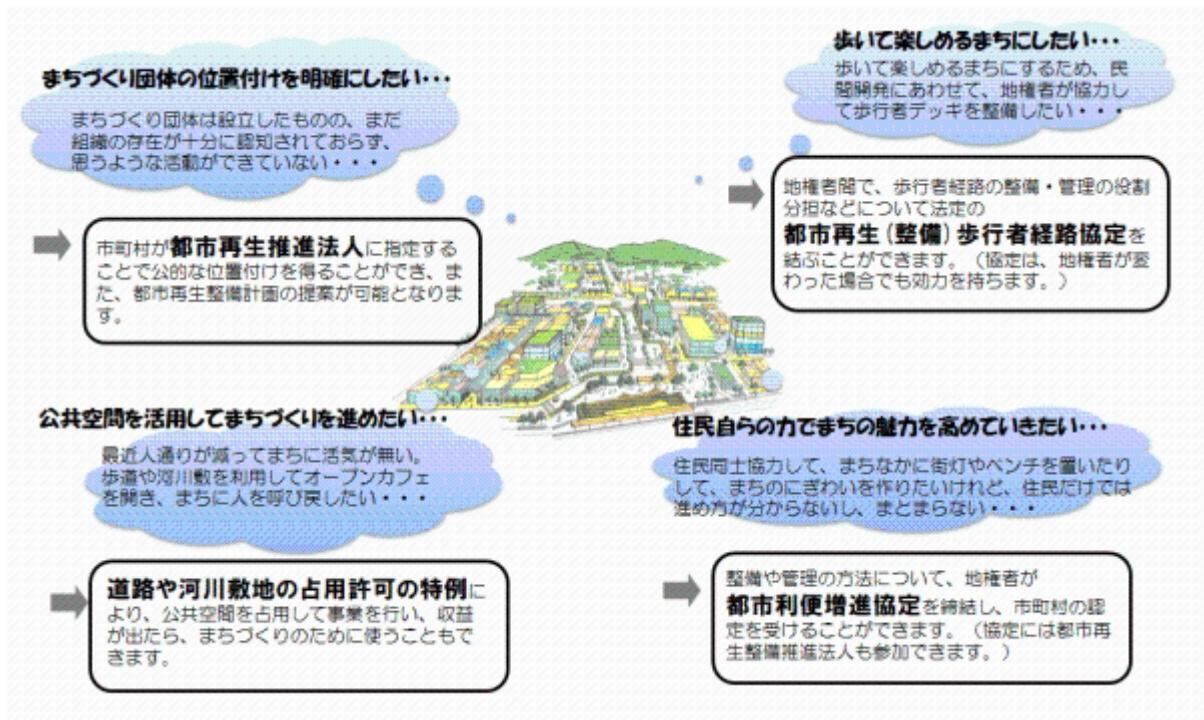 まちづくり団体の位置付けを明確にしたい・・・
まちづくり団体は設立したものの、まだ
組織の存在が十分に認知されておらず、
思うような活動ができていない・・・
市町村が都市再生推進法人に指定する
ことで公的な位置付けを得ることができ、ま
た、都市再生整備計画の提案が可能となりま
す。
歩いて楽しめるまちにしたい・・・
歩いて楽しめるまちにするため、民
間開発にあわせて、地権者が協力し
て歩行者デッキを整備したい・・・
地権者間で、歩行者経路の整備・管理の役割
分担などについて法定の
都市再生(整備)歩行者経路協定を
結ぶことができます。（協定は、地権者が変
わった場合でも効力を持ちます。）
公共空間を活用してまちづくりを進めたい・・・
最近人通りが減ってまちに活気が無い。
歩道や河川敷を利用してオープンカフェ
を開き、まちに人を呼び戻したい・・・
道路や河川敷地の占用許可の特例に
より、公共空間を占用して事業を行い、収益
が出たら、まちづくりのために使うこともで
きます。
住民自らの力でまちの魅力を高めていきたい・・・
住民同士協力して、まちなかに街灯やベンチを置いたり
して、まちのにぎわいを作りたいけれど、住民だけでは
進め方が分からないし、まとまらない・・・
整備や管理の方法について、地権者が
都市利便増進協定を締結し、市町村の認
定を受けることができます。（協定には都市再
生整備推進法人も参加できます。）